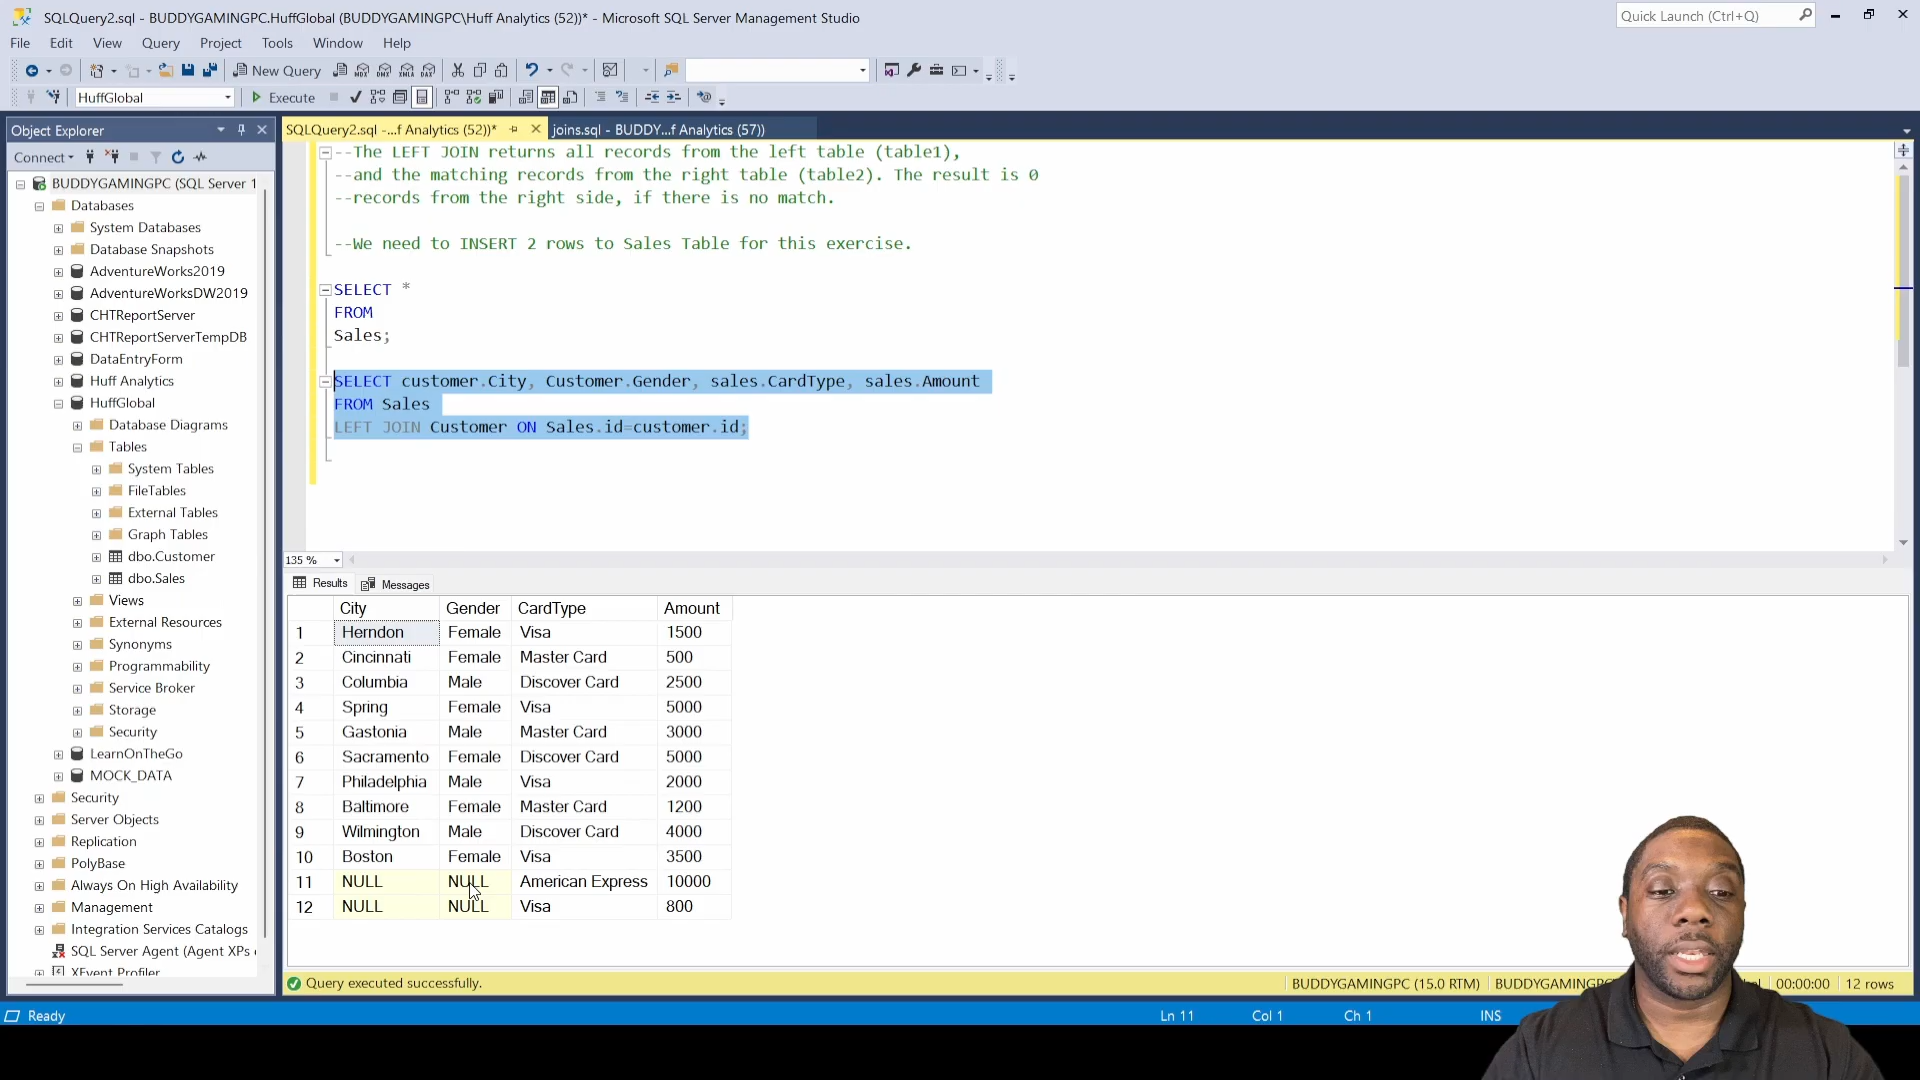 SQLQuery2.sql - BUDDYGAMINGPC.HuffGlobal (BUDDYGAMINGPC\Huff Analytics (52))* - Microsoft SQL Server Management Studio
Quick Launch (Ctrl+Q)
File Edit View Query Project Tools Window Help
New Query
HuffGlobal
Execute
Object Explorer
SQLQuery2.sql -...f Analytics (52))*
joins.sql - BUDDY...f Analytics (57))
Connect
BUDDYGAMINGPC (SQL Server 1
Databases
System Databases
Database Snapshots
AdventureWorks2019
AdventureWorksDW2019
CHTReportServer
CHTReportServerTempDB
DataEntryForm
Huff Analytics
HuffGlobal
Database Diagrams
Tables
System Tables
FileTables
External Tables
Graph Tables
dbo.Customer
dbo.Sales
Views
External Resources
Synonyms
Programmability
Service Broker
Storage
Security
LearnOnTheGo
MOCK_DATA
Security
Server Objects
Replication
PolyBase
Always On High Availability
Management
Integration Services Catalogs
SQL Server Agent (Agent XPs
XEvent Profiler
--The LEFT JOIN returns all records from the left table (table1),
--and the matching records from the right table (table2). The result is 0
--records from the right side, if there is no match.
--We need to INSERT 2 rows to Sales Table for this exercise.
SELECT *
FROM
Sales;
SELECT customer.City, Customer.Gender, sales.CardType, sales.Amount
FROM Sales
LEFT JOIN Customer ON Sales.id=customer.id;
135 %
Results Messages
City Gender CardType Amount
1 Herndon Female Visa 1500
2 Cincinnati Female Master Card 500
3 Columbia Male Discover Card 2500
4 Spring Female Visa 5000
5 Gastonia Male Master Card 3000
6 Sacramento Female Discover Card 5000
7 Philadelphia Male Visa 2000
8 Baltimore Female Master Card 1200
9 Wilmington Male Discover Card 4000
10 Boston Female Visa 3500
11 NULL NULL American Express 10000
12 NULL NULL Visa 800
Query executed successfully.
BUDDYGAMINGPC (15.0 RTM)
00:00:00
12 rows
Ready
Ln 11
Col 1
Ch 1
INS